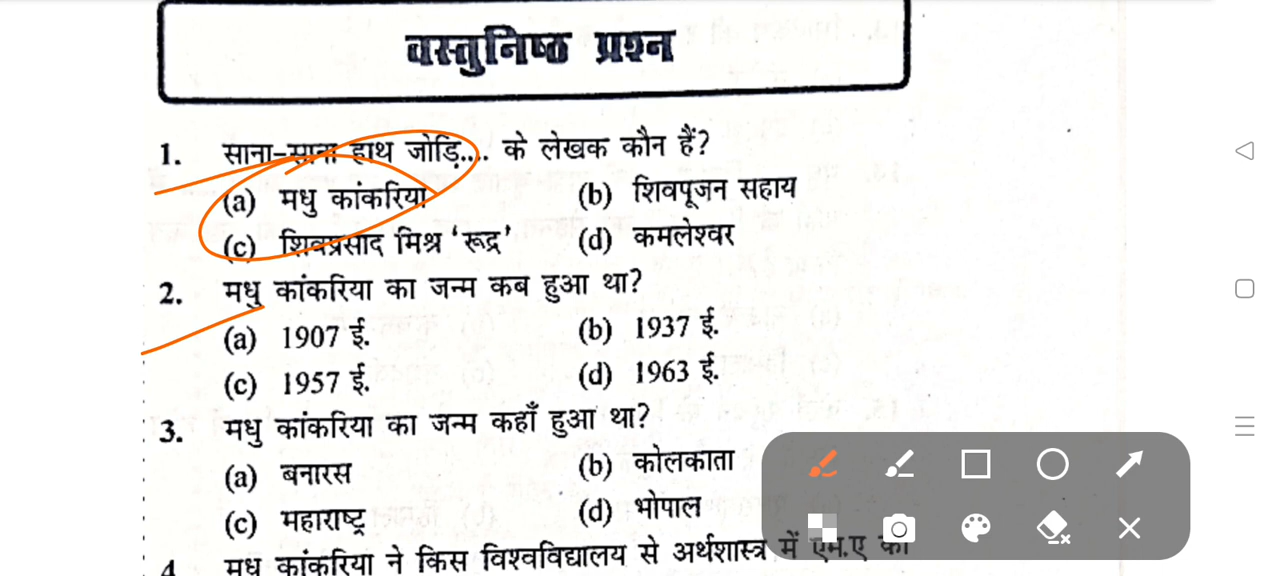 वस्तुनिष्ठ प्रश्न
1. साना-साना हाथ जोड़ि.... के लेखक कौन हैं?
(a) मधु कांकरिया (b) शिवपूजन सहाय
(c) शिवप्रसाद मिश्र 'रूद्र' (d) कमलेश्वर
2. मधु कांकरिया का जन्म कब हुआ था?
(a) 1907 ई. (b) 1937 ई.
(c) 1957 ई. (d) 1963 ई.
3. मधु कांकरिया का जन्म कहाँ हुआ था?
(a) बनारस (b) कोलकाता
(c) महाराष्ट्र (d) भोपाल
4 मधु कांकरिया ने किस विश्वविद्यालय से अर्थशास्त्र में एम.ए की